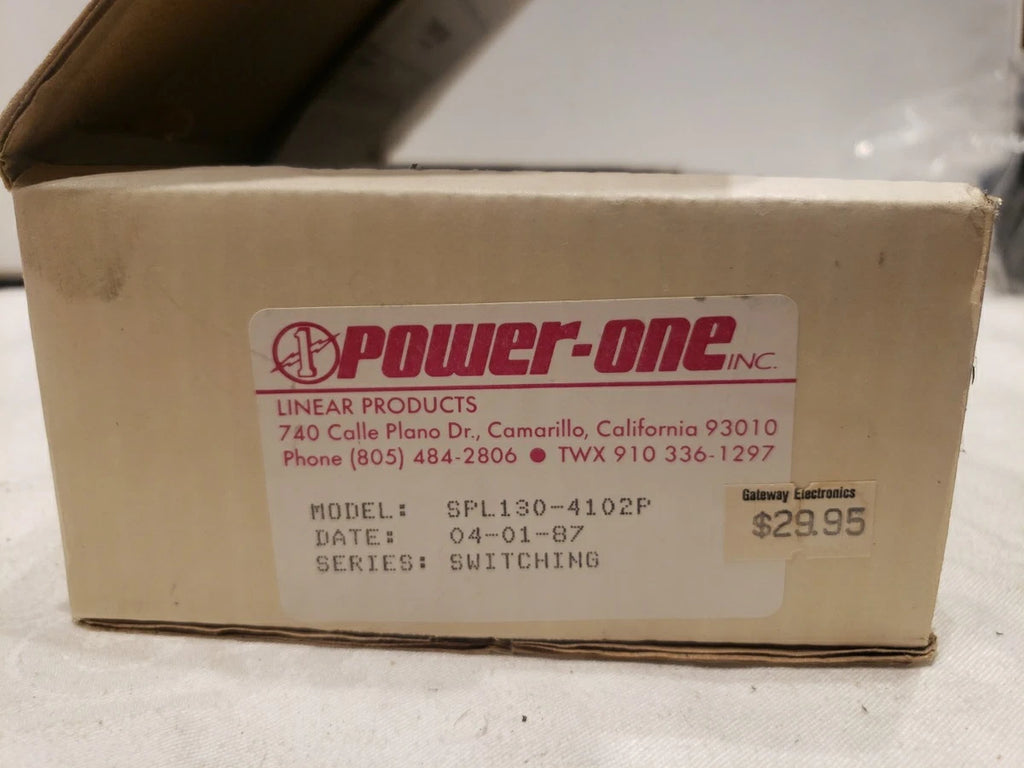 1 POWER-ONE INC.
LINEAR PRODUCTS
740 Calle Plano Dr., Camarillo, California 93010
Phone (805) 484-2806 ● TWX 910 336-1297
MODEL: SPL130-4102P
DATE: 04-01-87
SERIES: SWITCHING
Gateway Electronics
$29.95